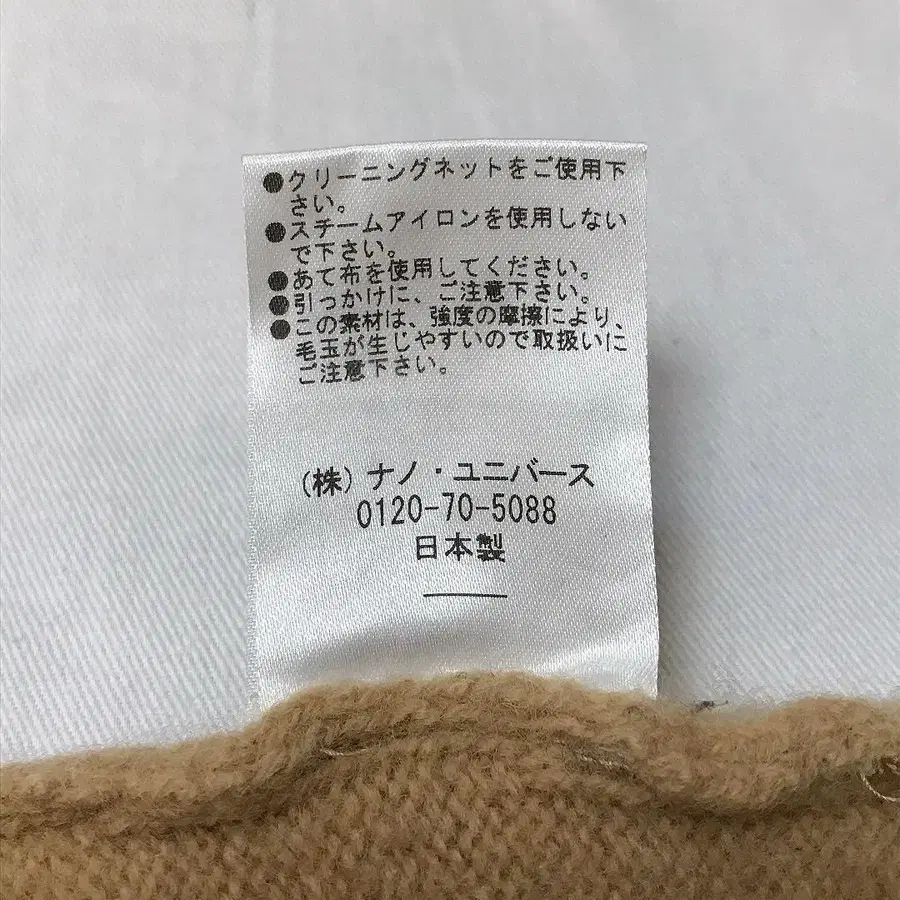 ●クリーニングネットをご使用下
さい。
●スチームアイロンを使用しない
で下さい。
●あて布を使用してください。
●引っかけに、ご注意下さい。
●この素材は、強度の摩擦により、
毛玉が生じやすいので取扱いに
ご注意下さい。
(株)ナノ・ユニバース
0120-70-5088
日本製